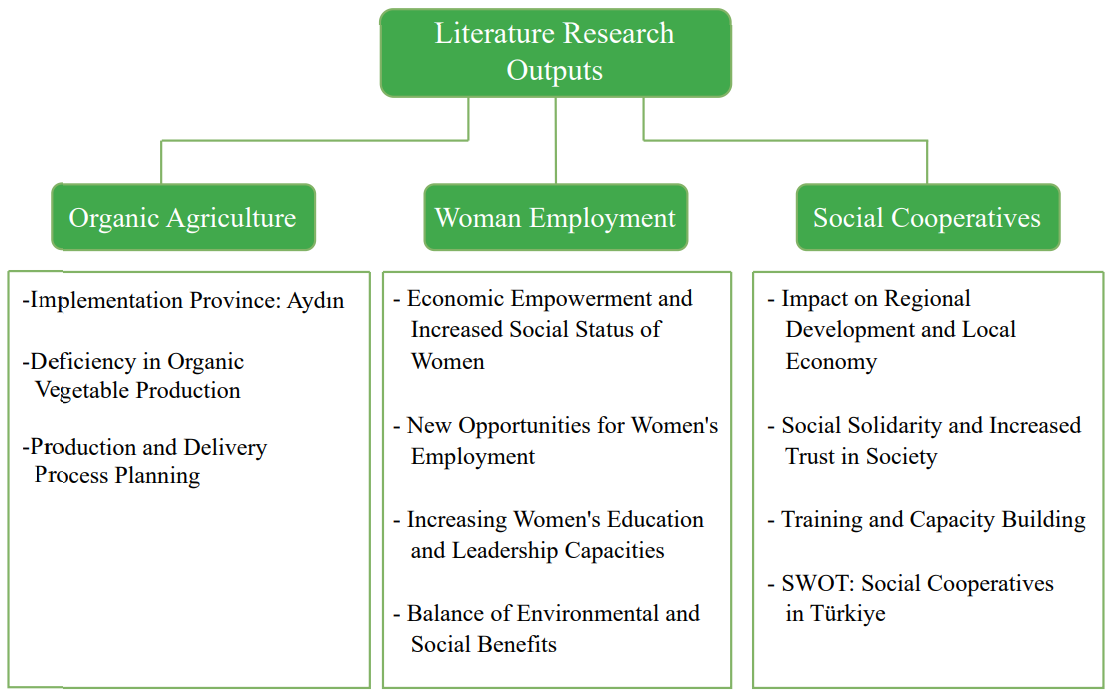 Literature Research
Outputs
Organic Agriculture
-Implementation Province: Aydın
-Deficiency in Organic
Vegetable Production
-Production and Delivery
Process Planning
Woman Employment
- Economic Empowerment and
Increased Social Status of
Women
- New Opportunities for Women's
Employment
- Increasing Women's Education
and Leadership Capacities
- Balance of Environmental and
Social Benefits
Social Cooperatives
- Impact on Regional
Development and Local
Economy
- Social Solidarity and Increased
Trust in Society
- Training and Capacity Building
- SWOT: Social Cooperatives
in Türkiye